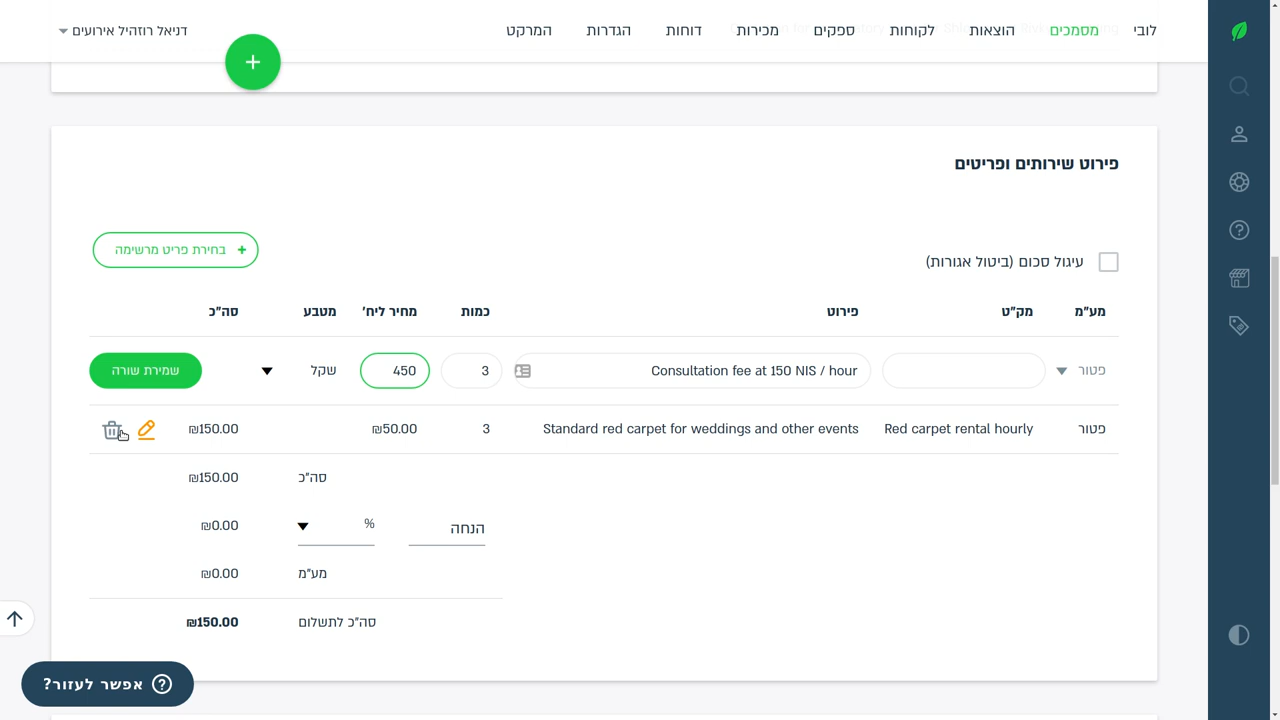 לובי מסמכים הוצאות לקוחות ספקים מכירות דוחות הגדרות המרקט דניאל רוזהיל אירועים
+
פירוט שירותים ופריטים
עיגול סכום (ביטול אגורות)
+ בחירת פריט מרשימה
מע"מ מק"ט פירוט כמות מחיר ליח' מטבע סה"כ
פטור Consultation fee at 150 NIS / hour 3 450 שקל שמירת שורה
פטור Red carpet rental hourly Standard red carpet for weddings and other events 3 ₪50.00 ₪150.00
סה"כ ₪150.00
הנחה % ₪0.00
מע"מ ₪0.00
סה"כ לתשלום ₪150.00
אפשר לעזור?